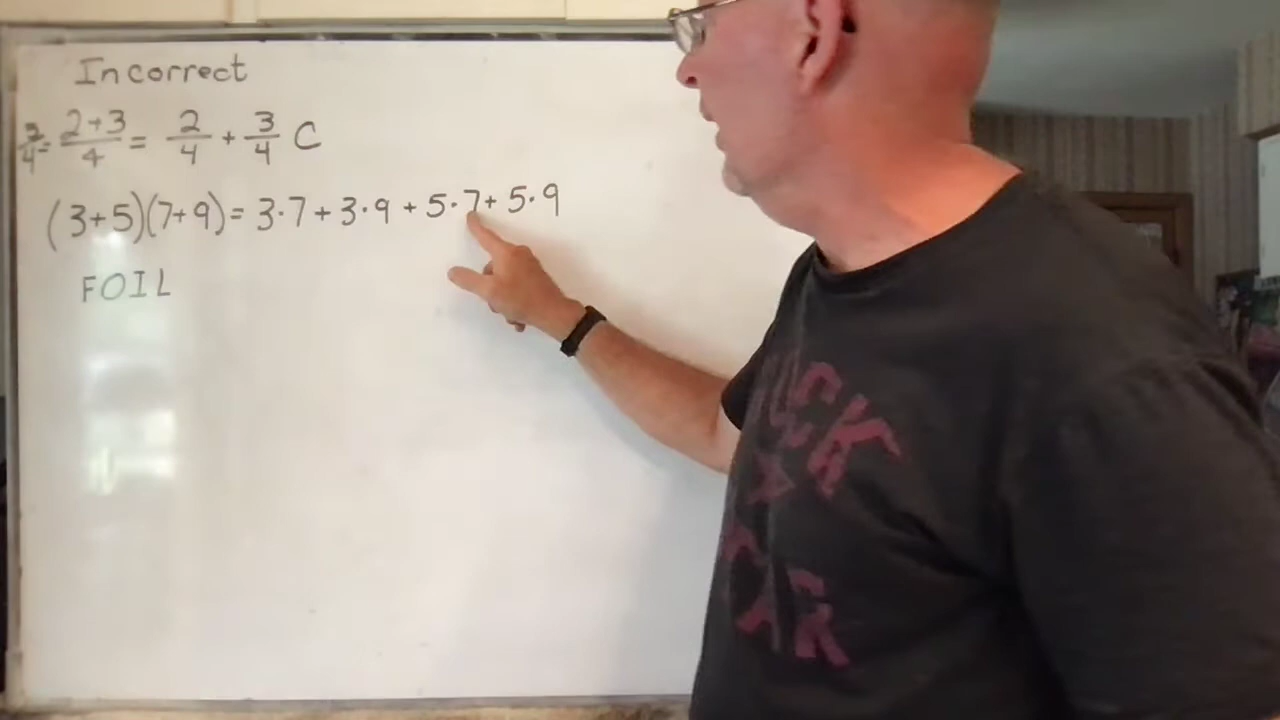 Incorrect
5/4 = 2+3/4 = 2/4 + 3/4 C
(3+5)(7+9) = 3·7 + 3·9 + 5·7 + 5·9
FOIL